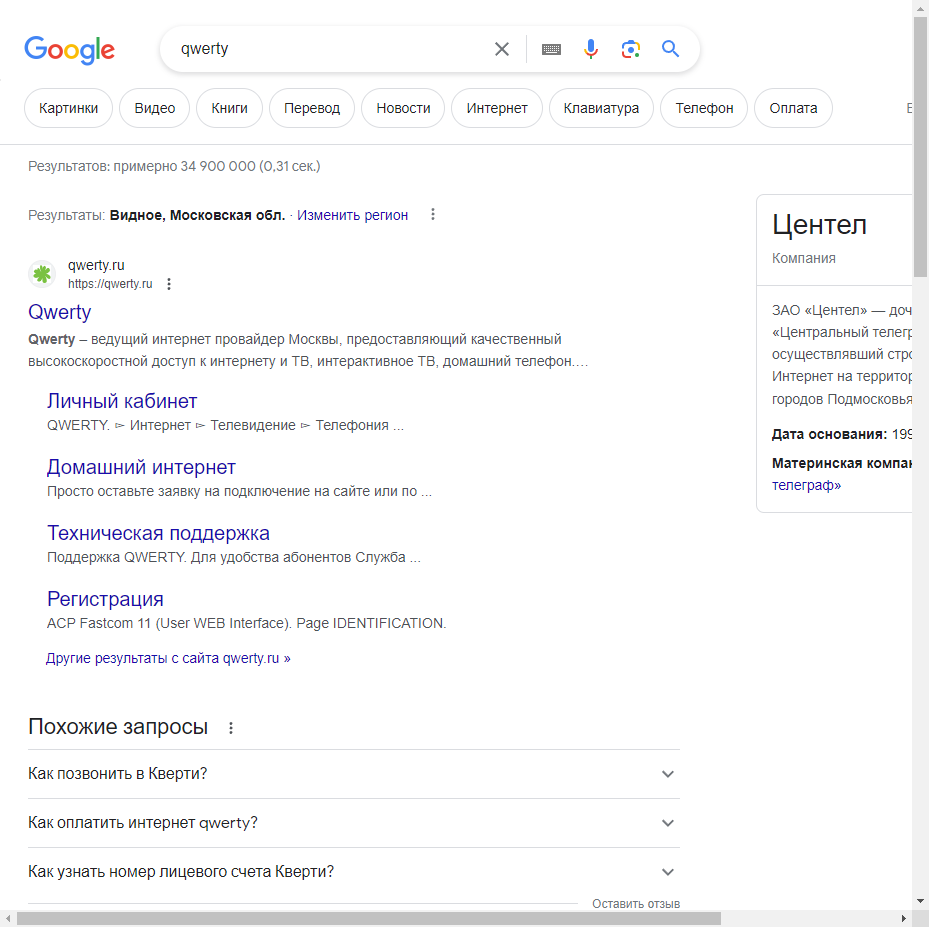 Google
qwerty
Картинки
Видео
Книги
Перевод
Новости
Интернет
Клавиатура
Телефон
Оплата
Результатов: примерно 34 900 000 (0,31 сек.)
Результаты: Видное, Московская обл. · Изменить регион
qwerty.ru
https://qwerty.ru
Qwerty
Qwerty – ведущий интернет провайдер Москвы, предоставляющий качественный
высокоскоростной доступ к интернету и ТВ, интерактивное ТВ, домашний телефон.…
Личный кабинет
QWERTY. ▻ Интернет ▻ Телевидение ▻ Телефония ...
Домашний интернет
Просто оставьте заявку на подключение на сайте или по ...
Техническая поддержка
Поддержка QWERTY. Для удобства абонентов Служба ...
Регистрация
ACP Fastcom 11 (User WEB Interface). Page IDENTIFICATION.
Другие результаты с сайта qwerty.ru »
Похожие запросы
Как позвонить в Кверти?
Как оплатить интернет qwerty?
Как узнать номер лицевого счета Кверти?
Оставить отзыв
Центел
Компания
ЗАО «Центел» — доч
«Центральный телегр
осуществлявший стро
Интернет на территор
городов Подмосковья
Дата основания: 199
Материнская компан
телеграф»